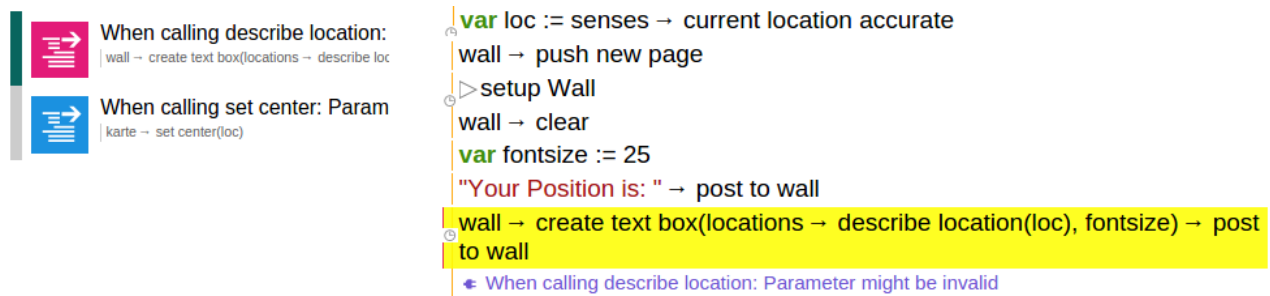 When calling describe location:
wall → create text box(locations → describe loc
When calling set center: Param
karte → set center(loc)
var loc := senses → current location accurate
wall → push new page
▷setup Wall
wall → clear
var fontsize := 25
"Your Position is: " → post to wall
wall → create text box(locations → describe location(loc), fontsize) → post
to wall
When calling describe location: Parameter might be invalid